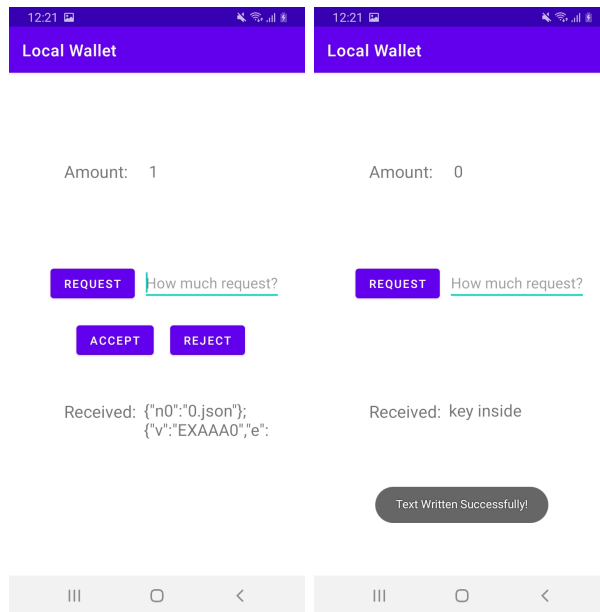 12:21
Local Wallet
Amount: 1
REQUEST How much request?
ACCEPT REJECT
Received: {"n0":"0.json"};
{"v":"EXAAA0","e":
12:21
Local Wallet
Amount: 0
REQUEST How much request?
Received: key inside
Text Written Successfully!